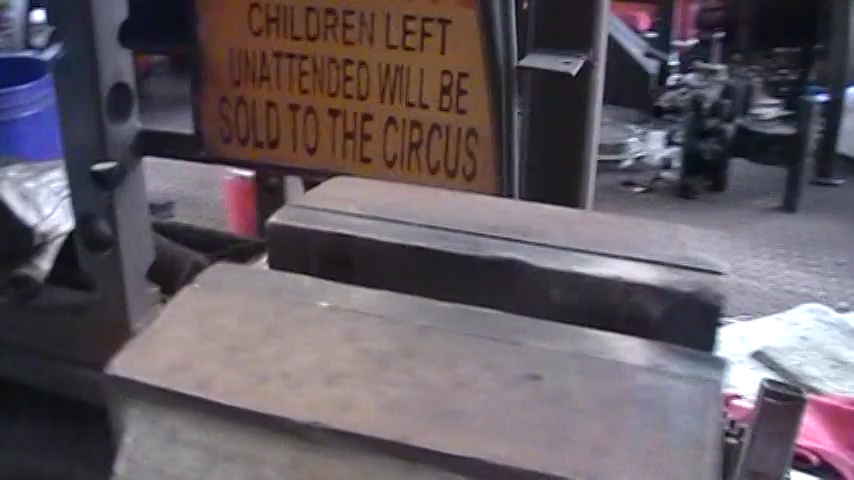 CHILDREN LEFT
UNATTENDED WILL BE
SOLD TO THE CIRCUS